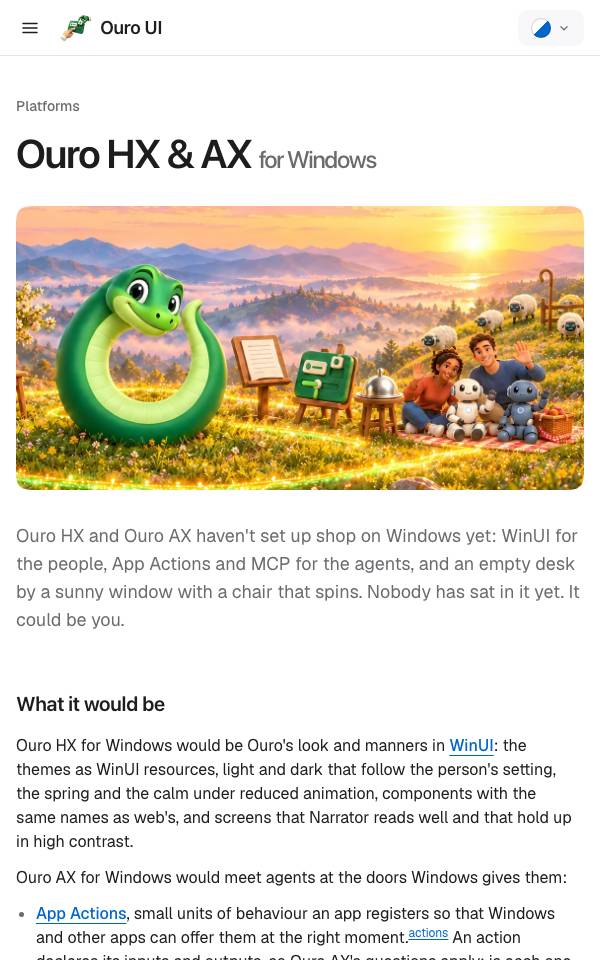 Ouro UI
Platforms
Ouro HX & AX for Windows
Ouro HX and Ouro AX haven't set up shop on Windows yet: WinUI for
the people, App Actions and MCP for the agents, and an empty desk
by a sunny window with a chair that spins. Nobody has sat in it yet. It
could be you.
What it would be
Ouro HX for Windows would be Ouro's look and manners in WinUI: the
themes as WinUI resources, light and dark that follow the person's setting,
the spring and the calm under reduced animation, components with the
same names as web's, and screens that Narrator reads well and that hold up
in high contrast.
Ouro AX for Windows would meet agents at the doors Windows gives them:
App Actions, small units of behaviour an app registers so that Windows
and other apps can offer them at the right moment.actions An action